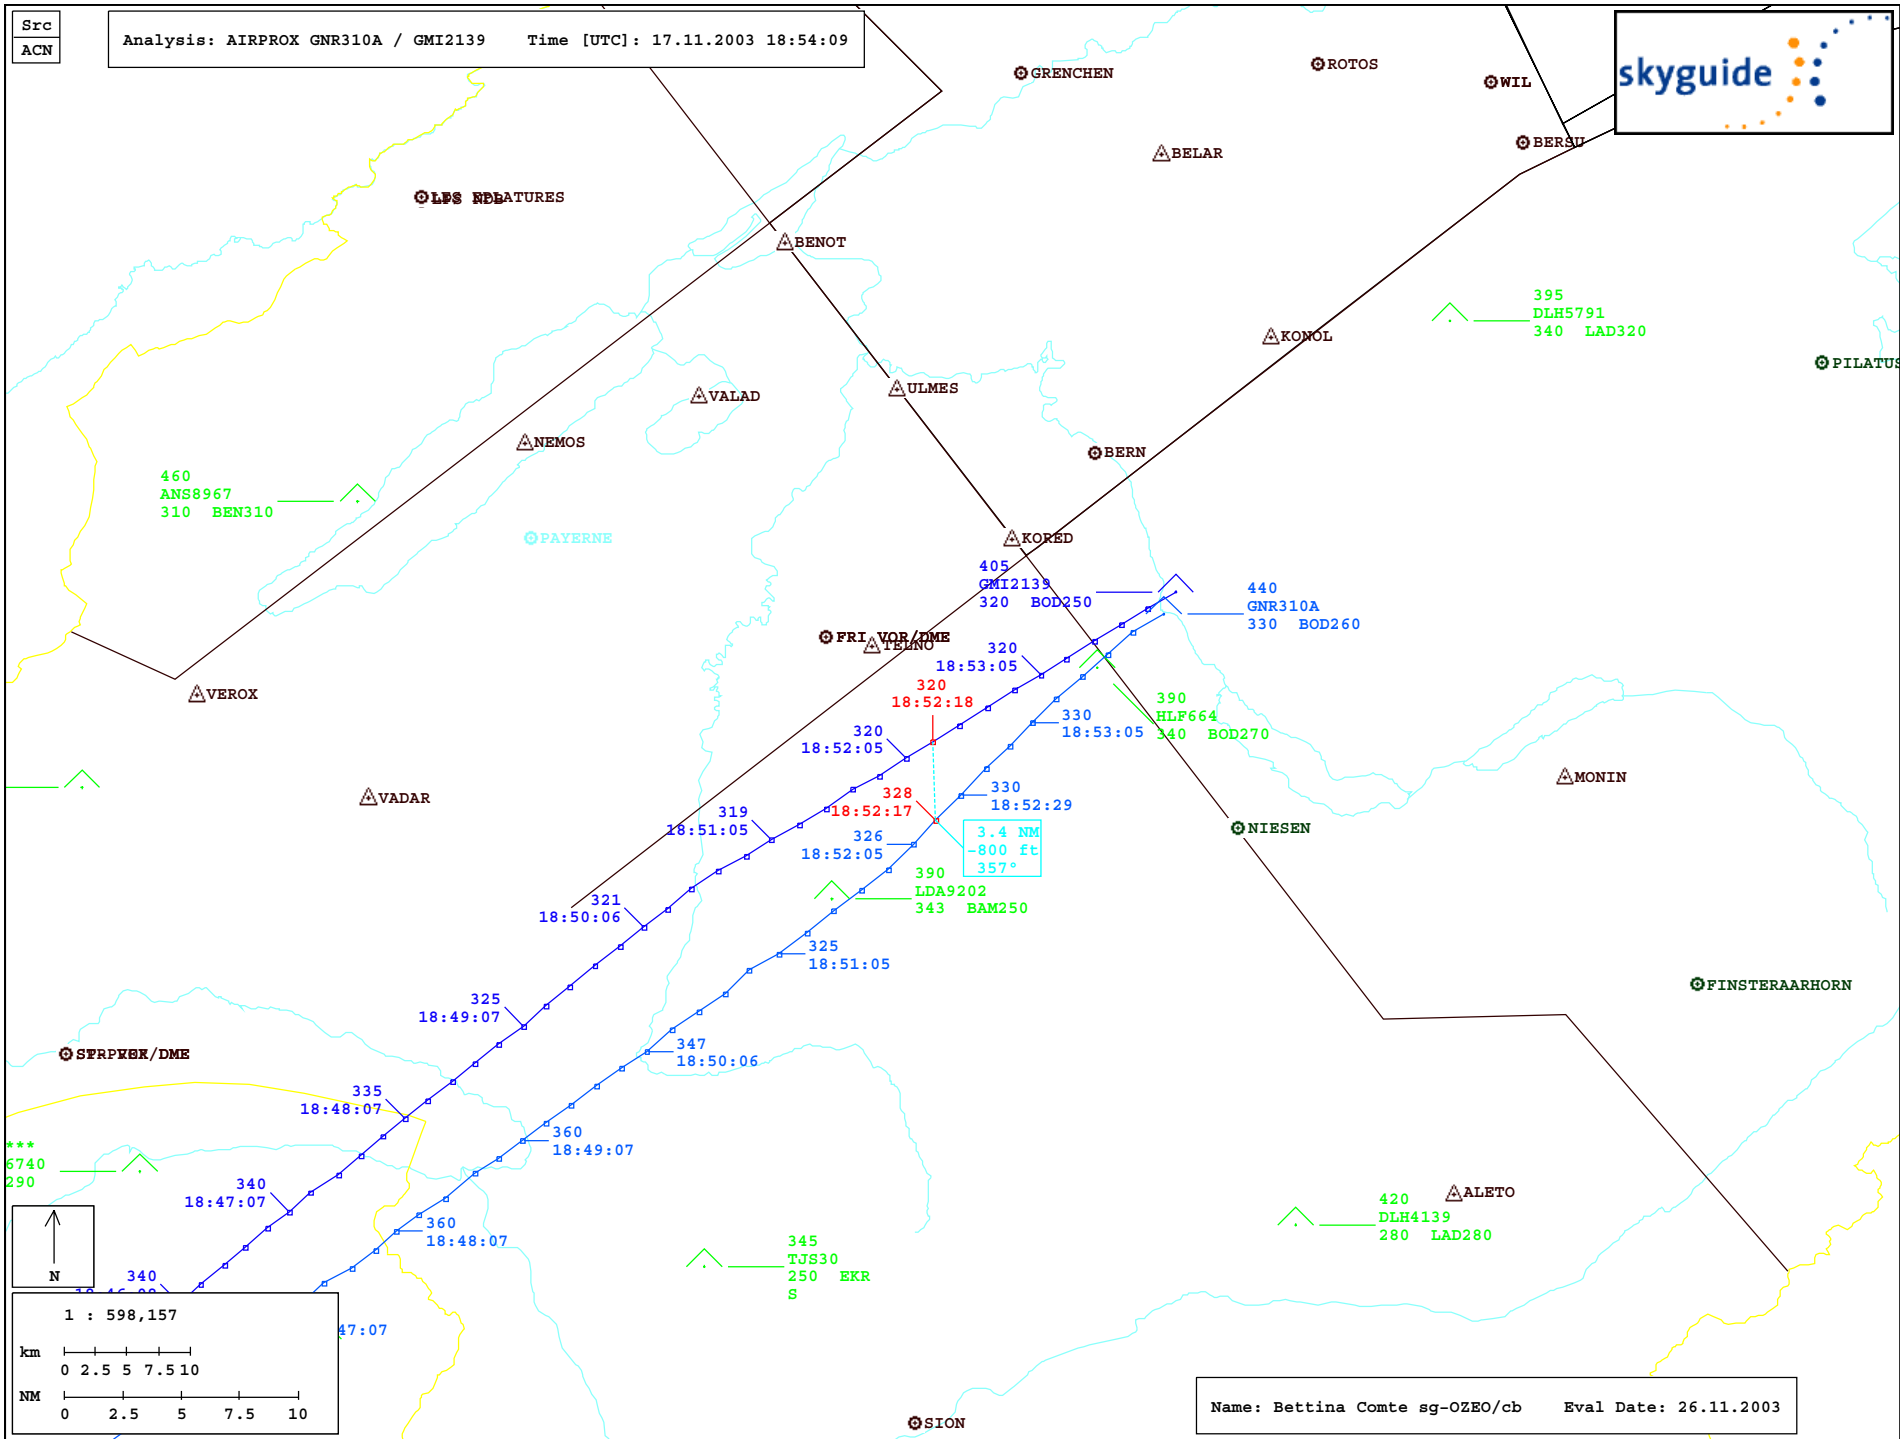 Src
ACN
Analysis: AIRPROX GNR310A / GMI2139 Time [UTC]: 17.11.2003 18:54:09
skyguide
GRENCHEN
ROTOS
WIL
BERSU
BELAR
EPLATURES
BENOT
395
DLH5791
340 LAD320
KONOL
PILATUS
ULMES
VALAD
NEMOS
BERN
460
ANS8967
310 BEN310
PAYERNE
KORED
405
GMI2139
320 BOD250
440
GNR310A
330 BOD260
FRI VOR/DME
TELNO
320
18:53:05
320
18:52:18
VEROX
390
HLF664
340 BOD270
330
18:53:05
320
18:52:05
MONIN
VADAR
328
18:52:17
330
18:52:29
319
18:51:05
NIESEN
3.4 NM
-800 ft
357°
326
18:52:05
390
LDA9202
343 BAM250
321
18:50:06
325
18:51:05
FINSTERAARHORN
325
18:49:07
347
18:50:06
VOR/DME
335
18:48:07
360
18:49:07
***
6740
290
340
18:47:07
360
18:48:07
ALETO
420
DLH4139
280 LAD280
345
TJS30
250 EKR
S
N
340
47:07
1 : 598,157
km
0 2.5 5 7.5 10
NM
0 2.5 5 7.5 10
SION
Name: Bettina Comte sg-OZEO/cb Eval Date: 26.11.2003